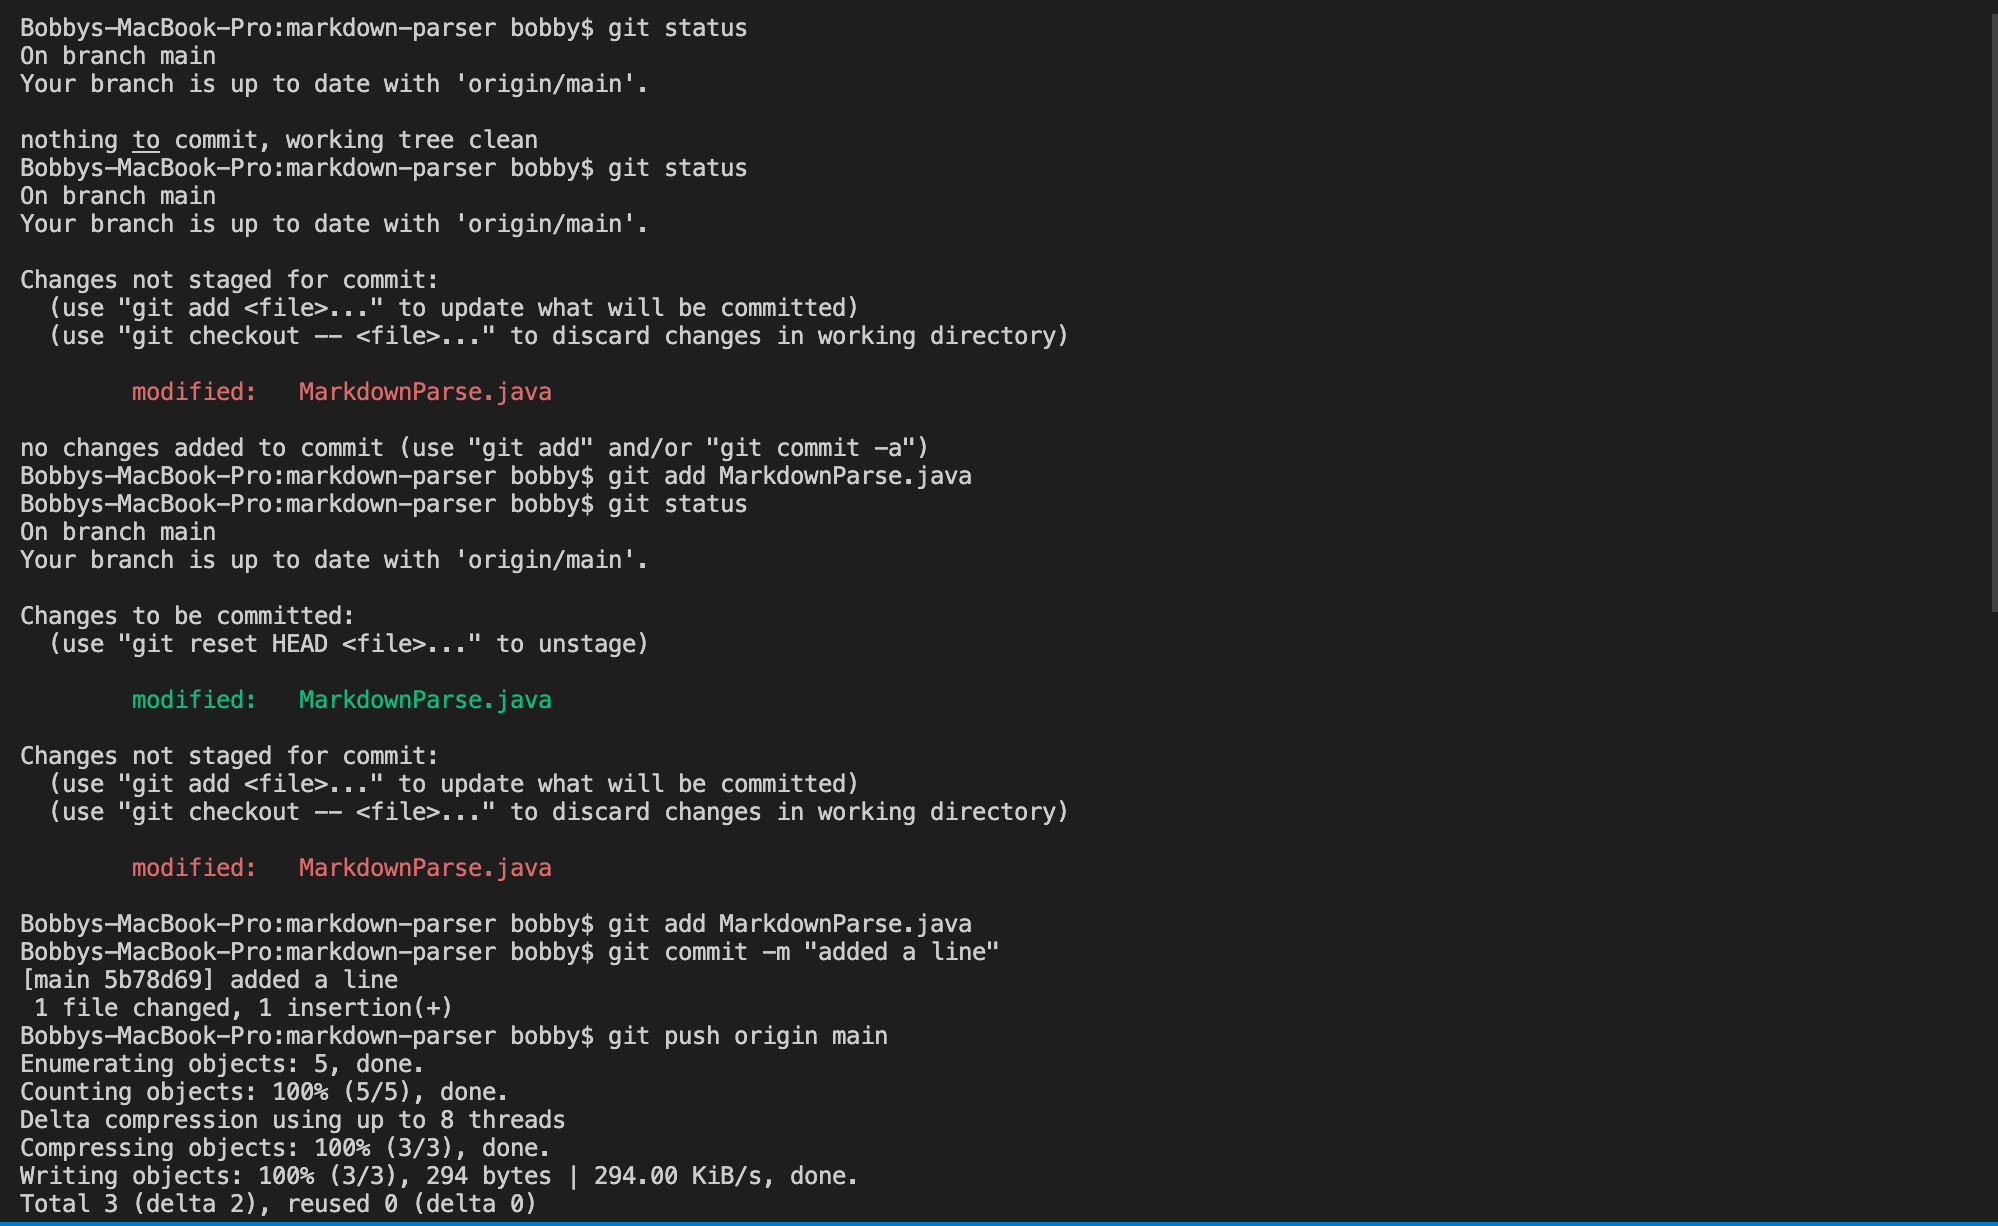 Bobbys-MacBook-Pro:markdown-parser bobby$ git status
On branch main
Your branch is up to date with 'origin/main'.

nothing to commit, working tree clean
Bobbys-MacBook-Pro:markdown-parser bobby$ git status
On branch main
Your branch is up to date with 'origin/main'.

Changes not staged for commit:
  (use "git add <file>..." to update what will be committed)
  (use "git checkout -- <file>..." to discard changes in working directory)

        modified:   MarkdownParse.java

no changes added to commit (use "git add" and/or "git commit -a")
Bobbys-MacBook-Pro:markdown-parser bobby$ git add MarkdownParse.java
Bobbys-MacBook-Pro:markdown-parser bobby$ git status
On branch main
Your branch is up to date with 'origin/main'.

Changes to be committed:
  (use "git reset HEAD <file>..." to unstage)

        modified:   MarkdownParse.java

Changes not staged for commit:
  (use "git add <file>..." to update what will be committed)
  (use "git checkout -- <file>..." to discard changes in working directory)

        modified:   MarkdownParse.java

Bobbys-MacBook-Pro:markdown-parser bobby$ git add MarkdownParse.java
Bobbys-MacBook-Pro:markdown-parser bobby$ git commit -m "added a line"
[main 5b78d69] added a line
 1 file changed, 1 insertion(+)
Bobbys-MacBook-Pro:markdown-parser bobby$ git push origin main
Enumerating objects: 5, done.
Counting objects: 100% (5/5), done.
Delta compression using up to 8 threads
Compressing objects: 100% (3/3), done.
Writing objects: 100% (3/3), 294 bytes | 294.00 KiB/s, done.
Total 3 (delta 2), reused 0 (delta 0)